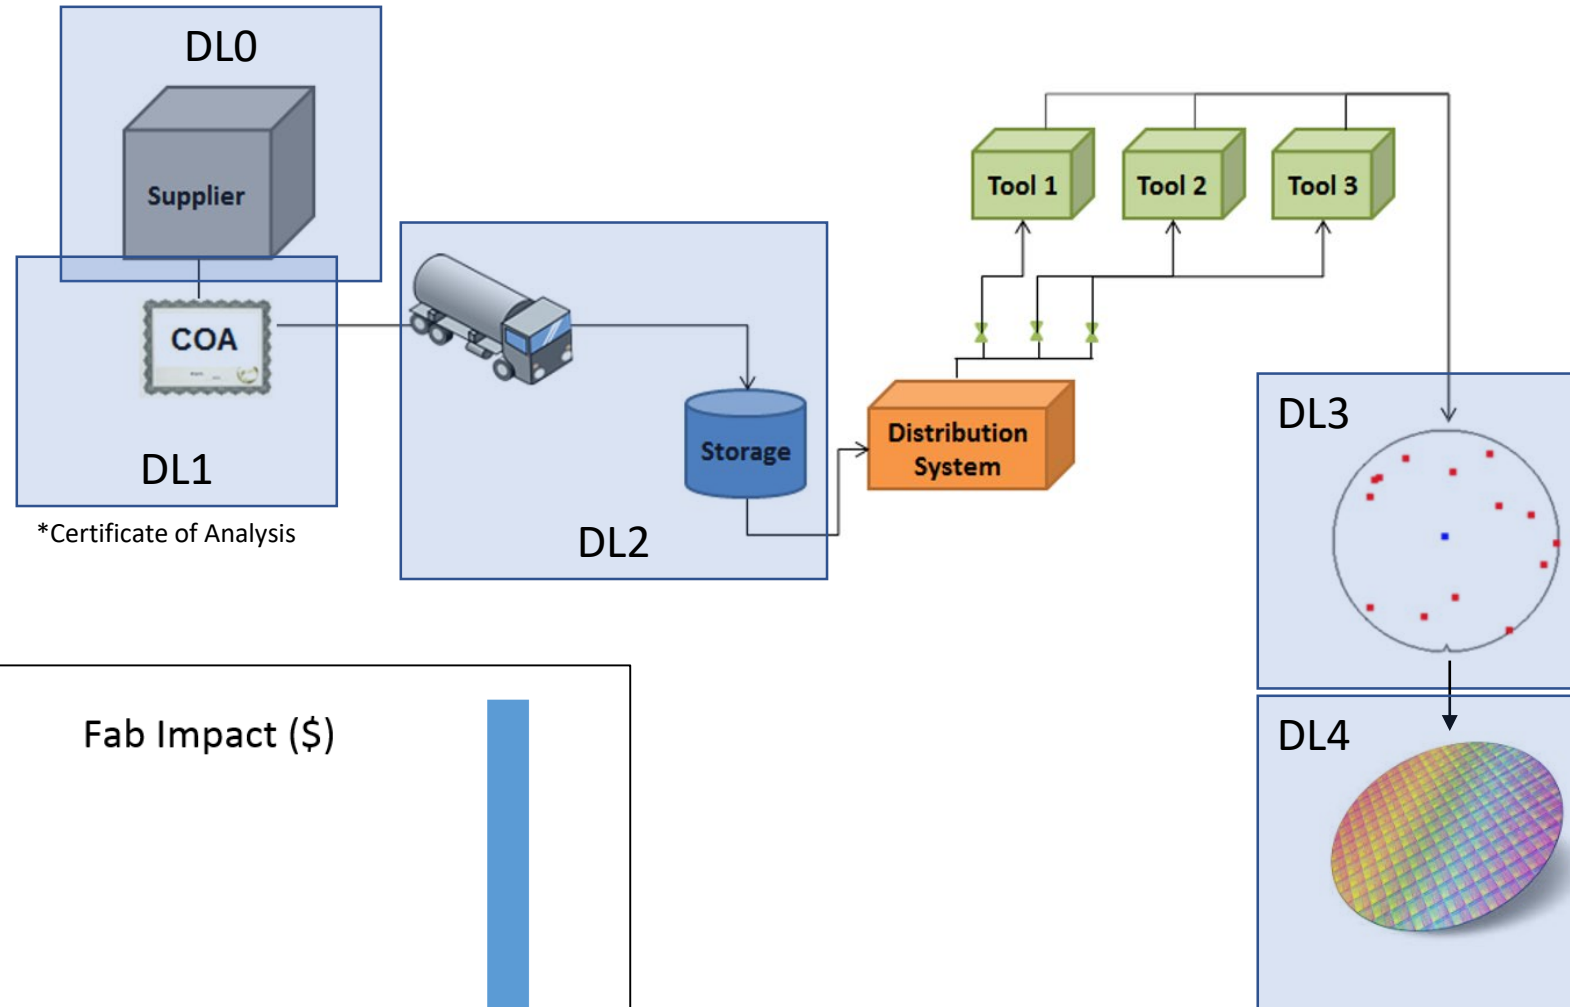 DL0
Supplier
COA
DL1
*Certificate of Analysis
Storage
DL2
Distribution
System
Tool 1
Tool 2
Tool 3
DL3
DL4
Fab Impact ($)